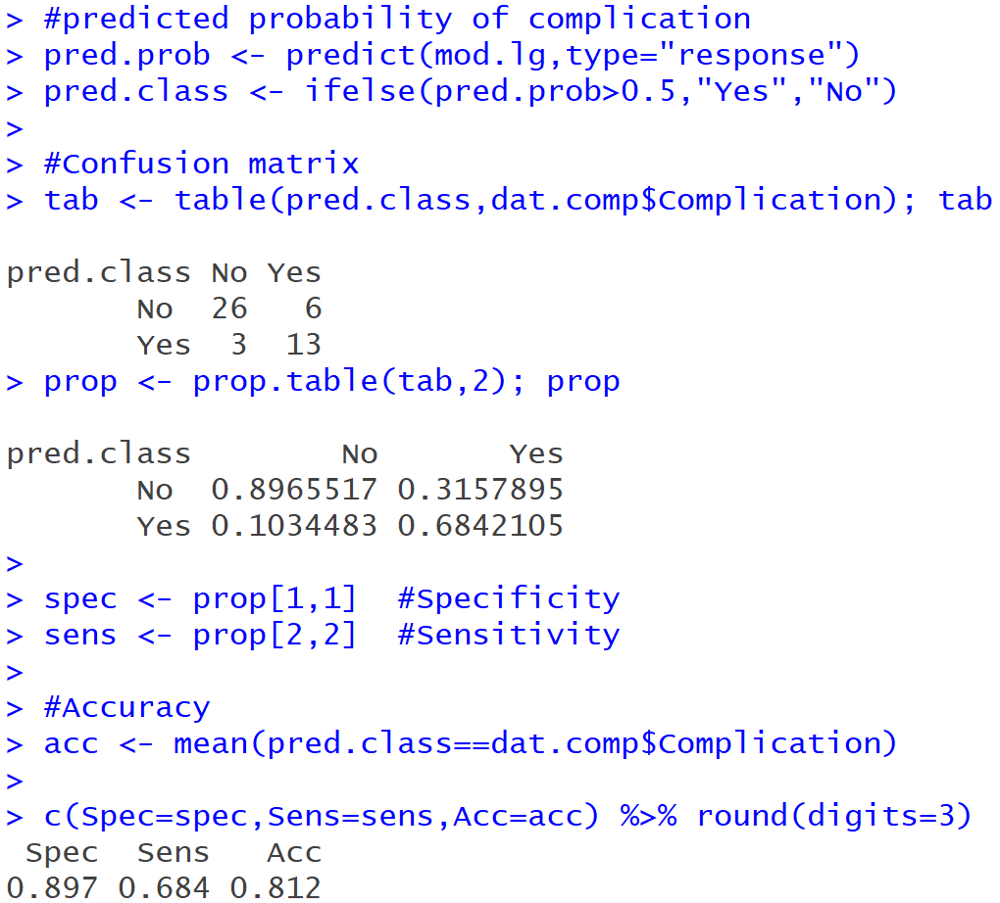 > #predicted probability of complication
> pred.prob <- predict(mod.lg,type="response")
> pred.class <- ifelse(pred.prob>0.5,"Yes","No")
>
> #Confusion matrix
> tab <- table(pred.class,dat.comp$Complication); tab
pred.class No Yes
       No  26   6
       Yes  3  13
> prop <- prop.table(tab,2); prop
pred.class        No       Yes
       No  0.8965517 0.3157895
       Yes 0.1034483 0.6842105
>
> spec <- prop[1,1]  #Specificity
> sens <- prop[2,2]  #Sensitivity
>
> #Accuracy
> acc <- mean(pred.class==dat.comp$Complication)
>
> c(Spec=spec,Sens=sens,Acc=acc) %>% round(digits=3)
 Spec  Sens   Acc
0.897 0.684 0.812